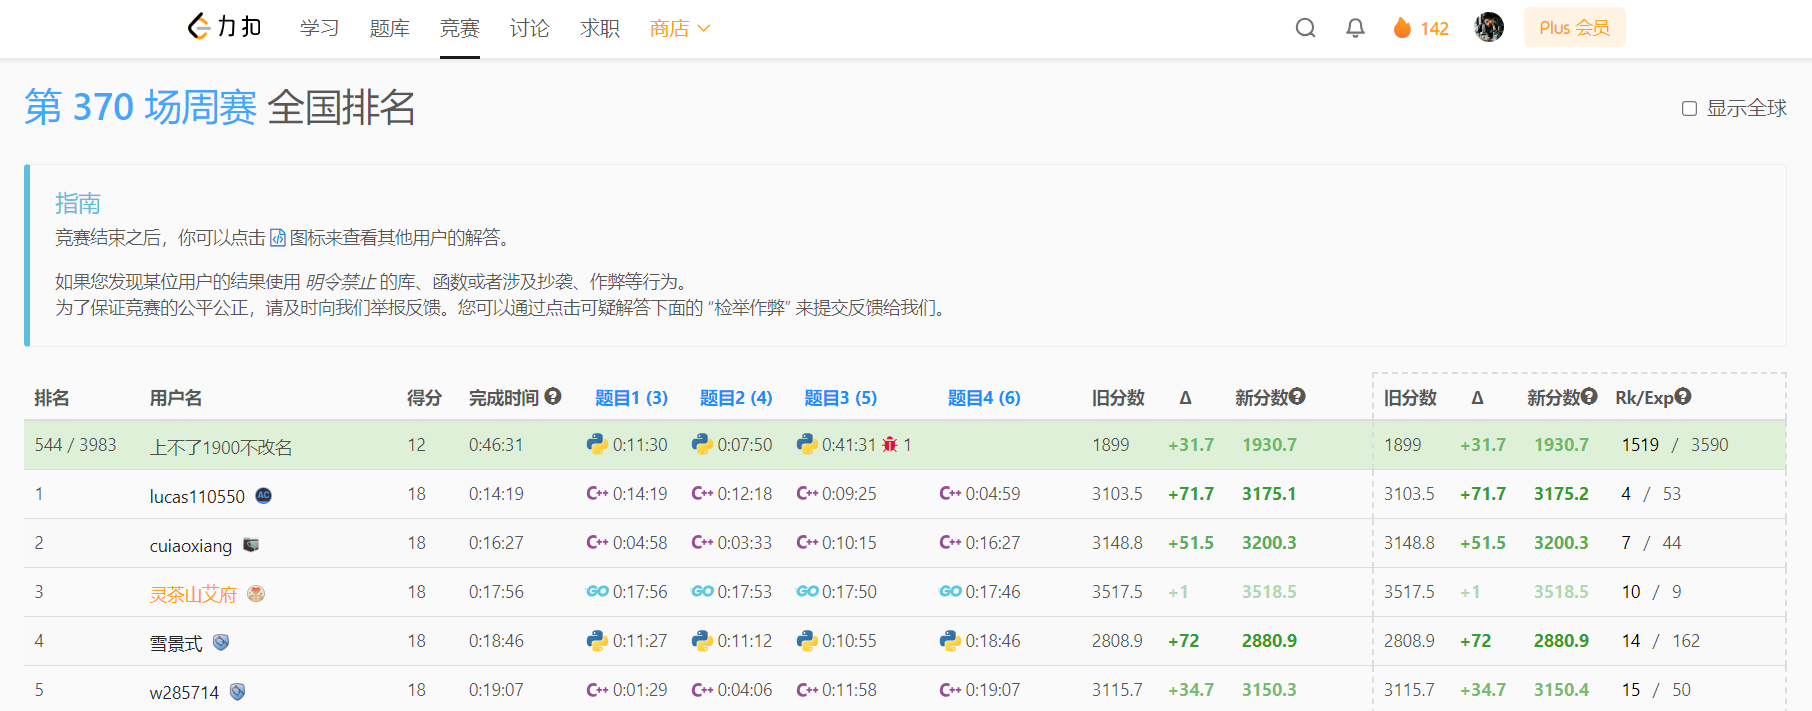 力扣 学习 题库 竞赛 讨论 求职 商店 142 Plus 会员
第 370 场周赛 全国排名 显示全球
指南
竞赛结束之后，你可以点击 图标来查看其他用户的解答。
如果您发现某位用户的结果使用 明令禁止 的库、函数或者涉及抄袭、作弊等行为。
为了保证竞赛的公平公正，请及时向我们举报反馈。您可以通过点击可疑解答下面的 “检举作弊” 来提交反馈给我们。
排名 用户名 得分 完成时间 题目1 (3) 题目2 (4) 题目3 (5) 题目4 (6) 旧分数 Δ 新分数 旧分数 Δ 新分数 Rk/Exp
544 / 3983 上不了1900不改名 12 0:46:31 0:11:30 0:07:50 0:41:31 1 1899 +31.7 1930.7 1899 +31.7 1930.7 1519 / 3590
1 lucas110550 AC 18 0:14:19 C++ 0:14:19 C++ 0:12:18 C++ 0:09:25 C++ 0:04:59 3103.5 +71.7 3175.1 3103.5 +71.7 3175.2 4 / 53
2 cuiaoxiang 18 0:16:27 C++ 0:04:58 C++ 0:03:33 C++ 0:10:15 C++ 0:16:27 3148.8 +51.5 3200.3 3148.8 +51.5 3200.3 7 / 44
3 灵茶山艾府 18 0:17:56 GO 0:17:56 GO 0:17:53 GO 0:17:50 GO 0:17:46 3517.5 +1 3518.5 3517.5 +1 3518.5 10 / 9
4 雪景式 18 0:18:46 0:11:27 0:11:12 0:10:55 0:18:46 2808.9 +72 2880.9 2808.9 +72 2880.9 14 / 162
5 w285714 18 0:19:07 C++ 0:01:29 C++ 0:04:06 C++ 0:11:58 C++ 0:19:07 3115.7 +34.7 3150.3 3115.7 +34.7 3150.4 15 / 50